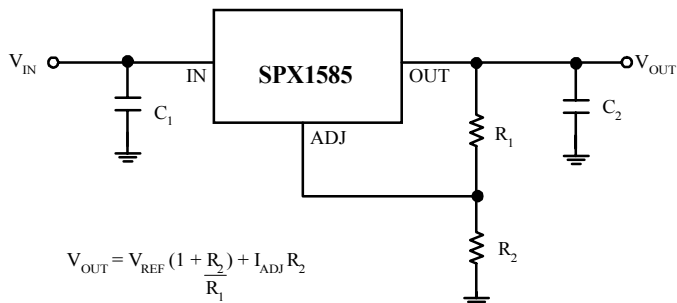 V_IN
IN
SPX1585
OUT
V_OUT
C_1
ADJ
R_1
C_2
V_OUT = V_REF (1 + R_2/R_1) + I_ADJ R_2
R_2